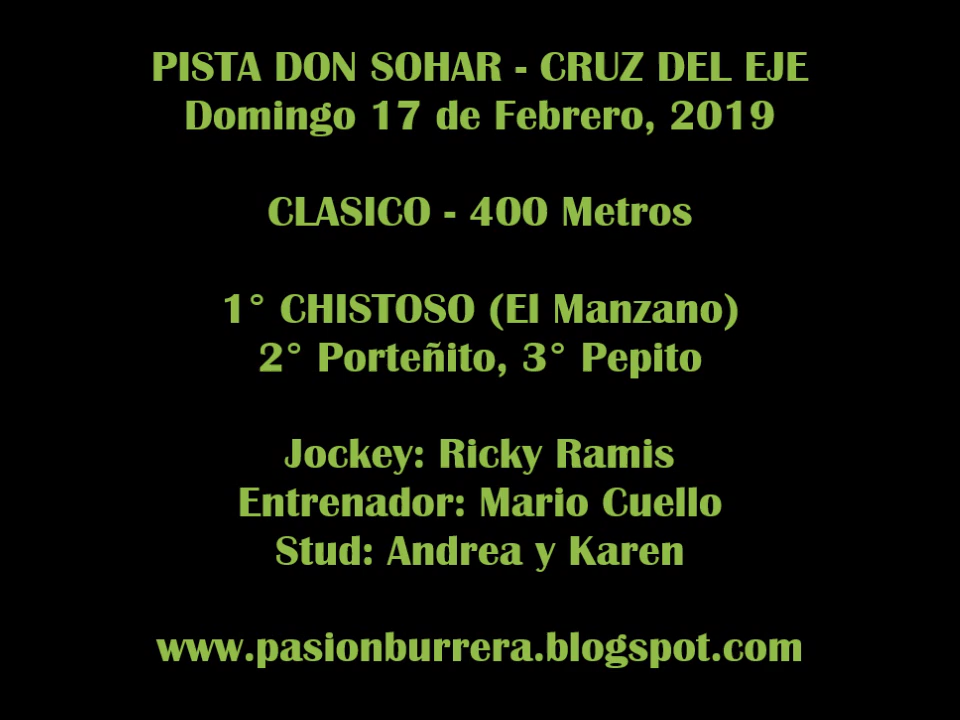 PISTA DON SOHAR - CRUZ DEL EJE
Domingo 17 de Febrero, 2019
CLASICO - 400 Metros
1° CHISTOSO (El Manzano)
2° Porteñito, 3° Pepito
Jockey: Ricky Ramis
Entrenador: Mario Cuello
Stud: Andrea y Karen
www.pasionburrera.blogspot.com